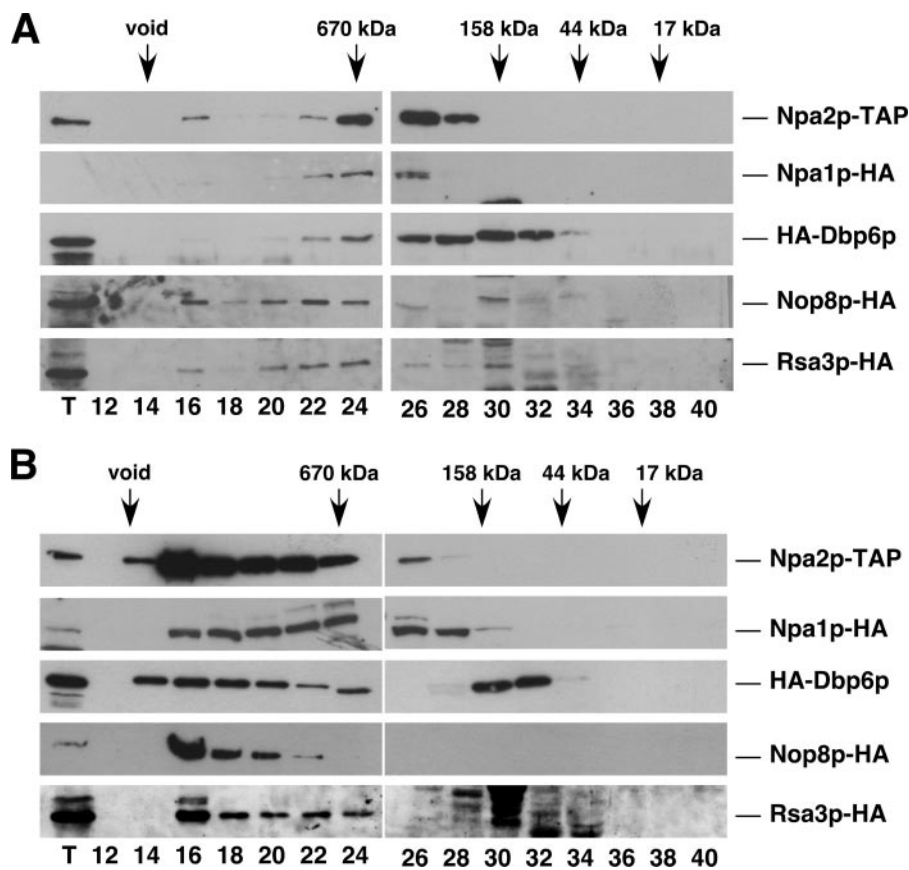 A
void 670 kDa 158 kDa 44 kDa 17 kDa
Npa2p-TAP
Npa1p-HA
HA-Dbp6p
Nop8p-HA
Rsa3p-HA
T 12 14 16 18 20 22 24 26 28 30 32 34 36 38 40
B
void 670 kDa 158 kDa 44 kDa 17 kDa
Npa2p-TAP
Npa1p-HA
HA-Dbp6p
Nop8p-HA
Rsa3p-HA
T 12 14 16 18 20 22 24 26 28 30 32 34 36 38 40